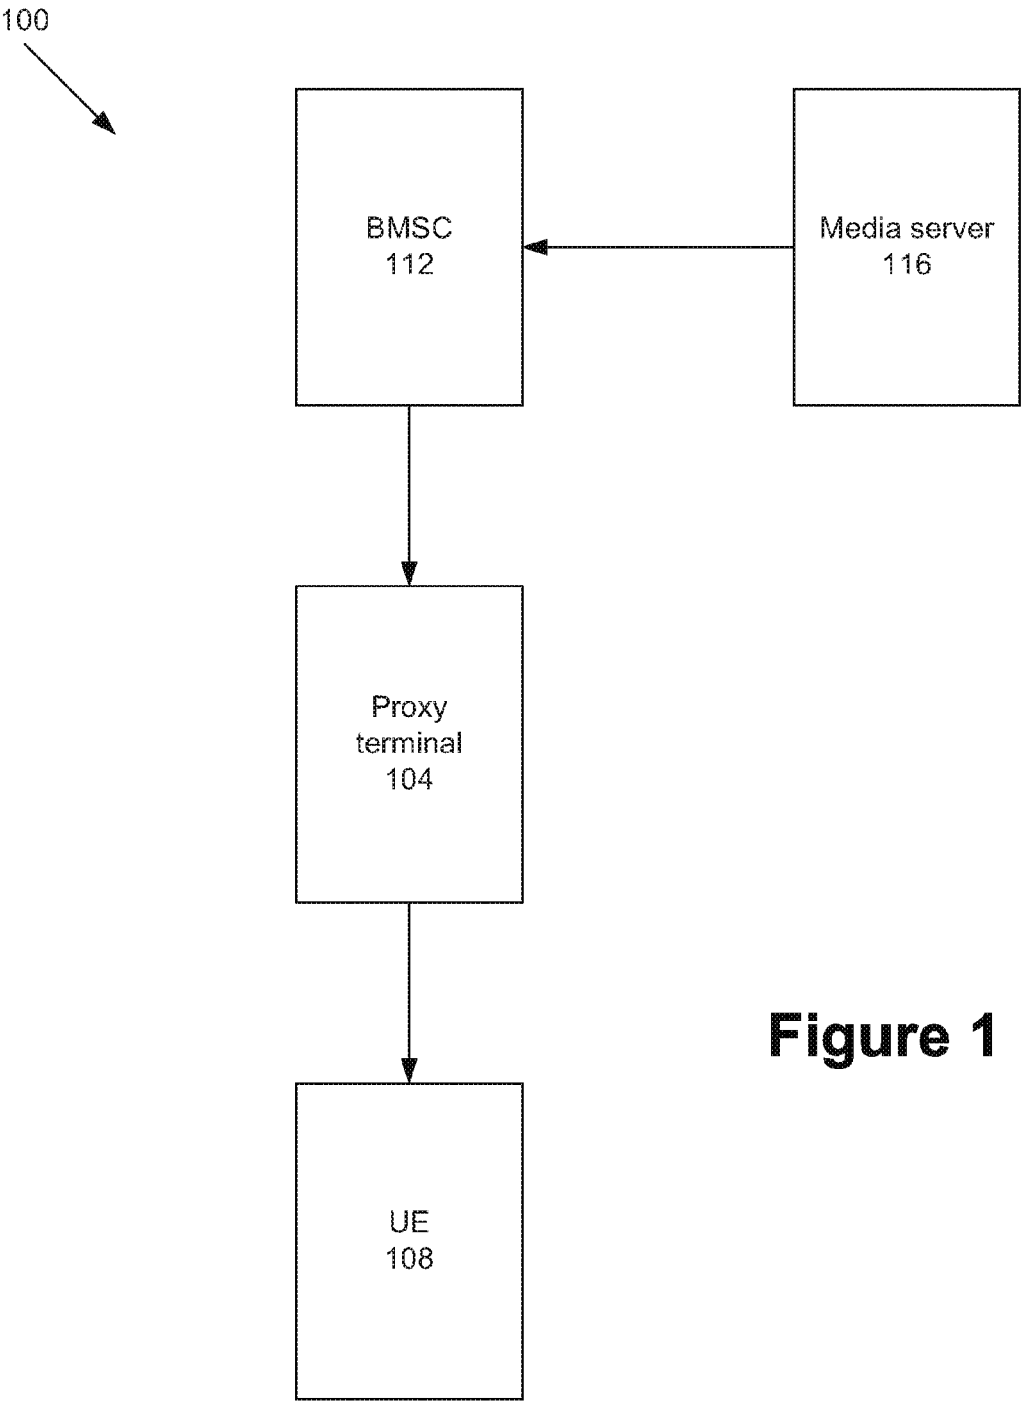 100
BMSC
112
Media server
116
Proxy
terminal
104
Figure 1
UE
108